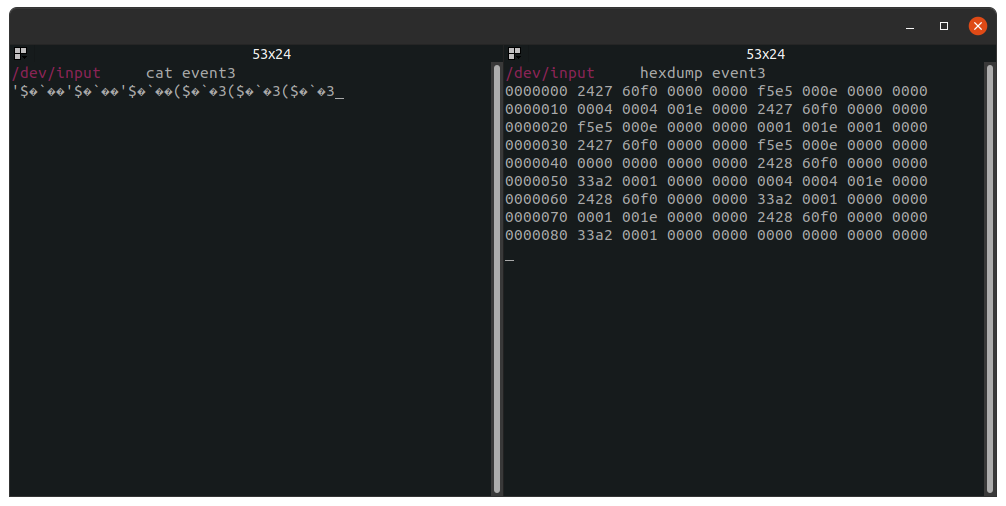 53x24
/dev/input     cat event3
'$�`��'$�`��'$�`��($�`�3($�`�3($�`�3_
53x24
/dev/input     hexdump event3
0000000 2427 60f0 0000 0000 f5e5 000e 0000 0000
0000010 0004 0004 001e 0000 2427 60f0 0000 0000
0000020 f5e5 000e 0000 0000 0001 001e 0001 0000
0000030 2427 60f0 0000 0000 f5e5 000e 0000 0000
0000040 0000 0000 0000 0000 2428 60f0 0000 0000
0000050 33a2 0001 0000 0000 0004 0004 001e 0000
0000060 2428 60f0 0000 0000 33a2 0001 0000 0000
0000070 0001 001e 0000 0000 2428 60f0 0000 0000
0000080 33a2 0001 0000 0000 0000 0000 0000 0000
_